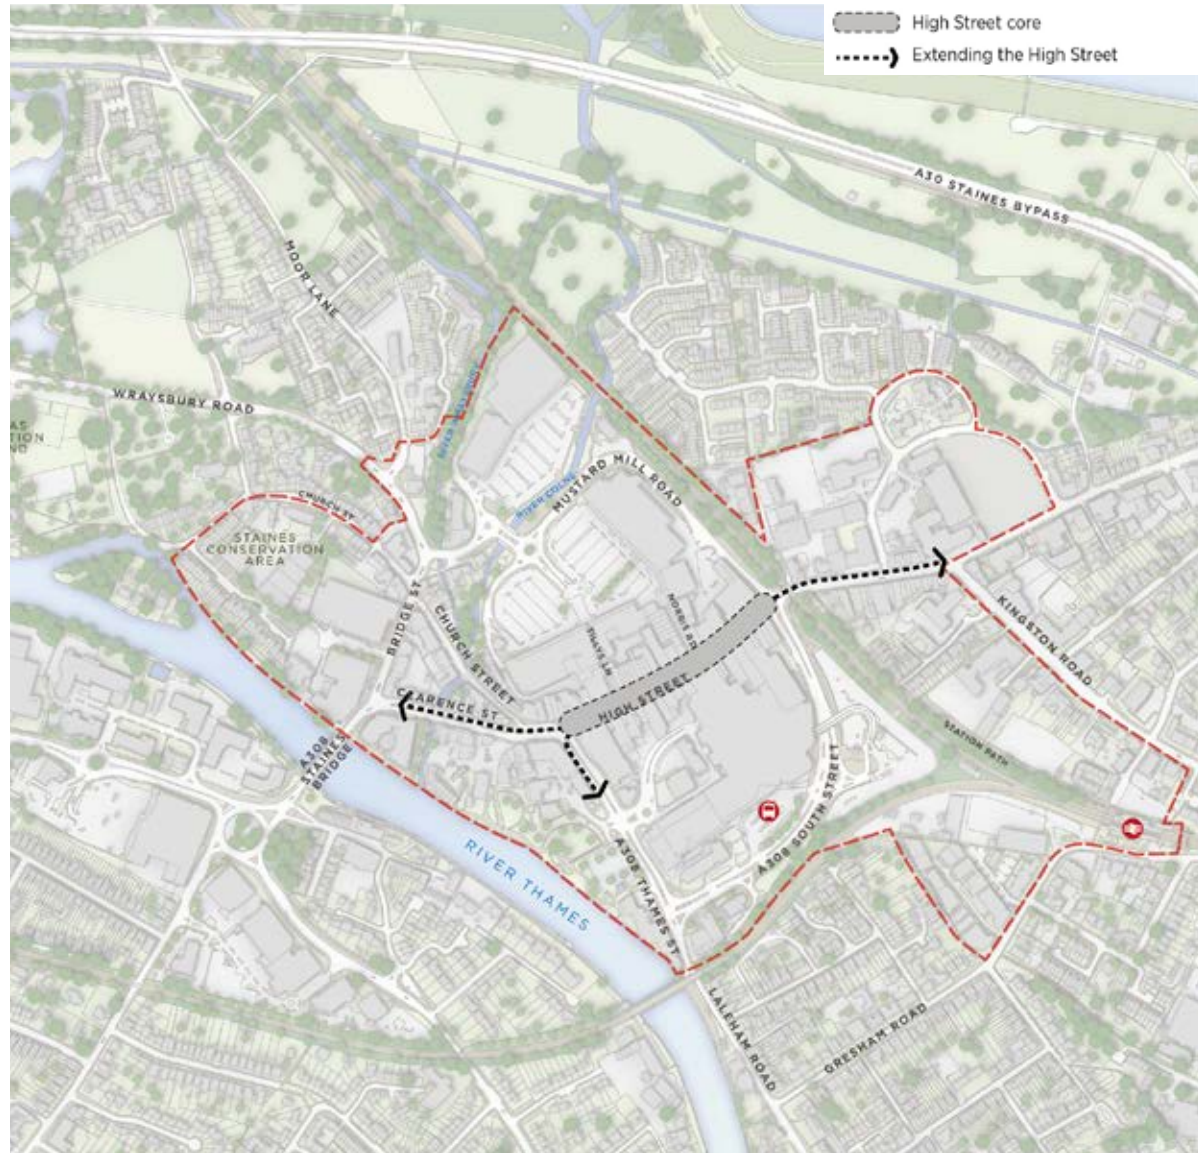 High Street core
Extending the High Street
A30 STAINES BYPASS
MOOR LANE
WRAYSBURY ROAD
MUSTARD MILL ROAD
RIVER COLNE
CHURCH ST
STAINES
CONSERVATION
AREA
BRIDGE ST
CHURCH STREET
NORRIS RD
KINGSTON ROAD
CLARENCE ST
HIGH STREET
A308
STAINES
BRIDGE
STATION PATH
A308 SOUTH STREET
RIVER THAMES
A308 THAMES ST
LALEHAM ROAD
GRESHAM ROAD